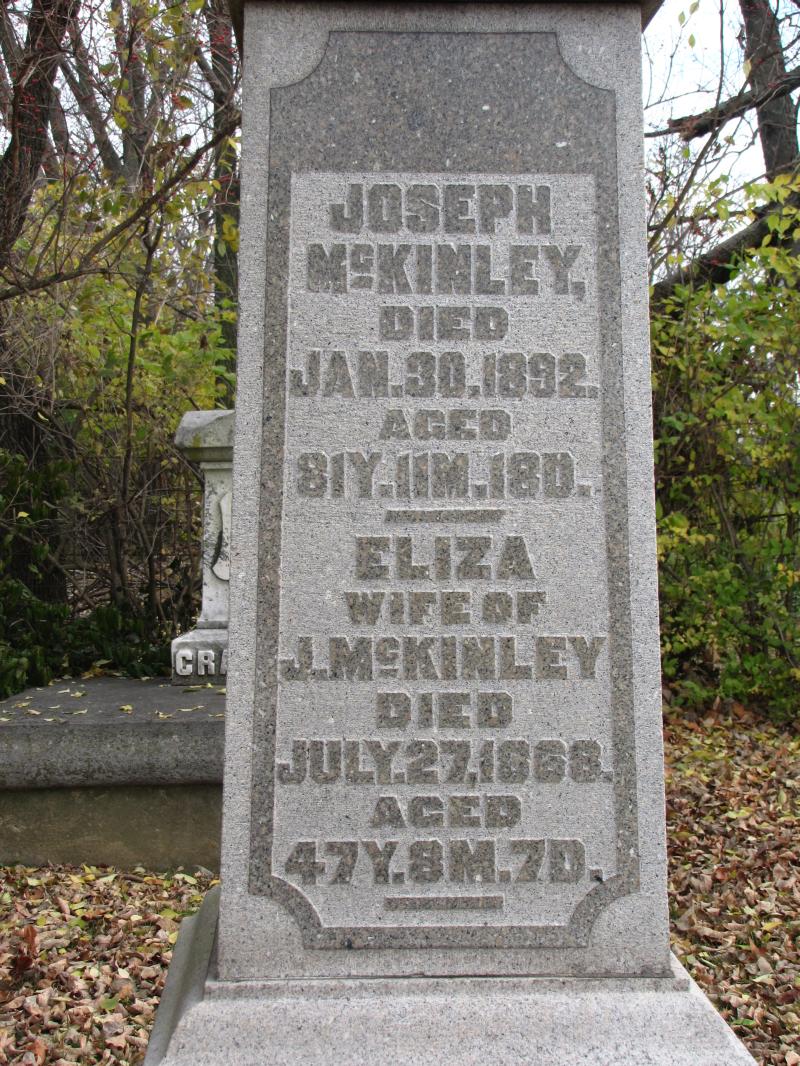 JOSEPH
McKINLEY,
DIED
JAN.30,1892.
AGED
81Y.11M.18D.
ELIZA
WIFE OF
J.McKINLEY
DIED
JULY.27,1868.
AGED
47Y.8M.7D.
CRA